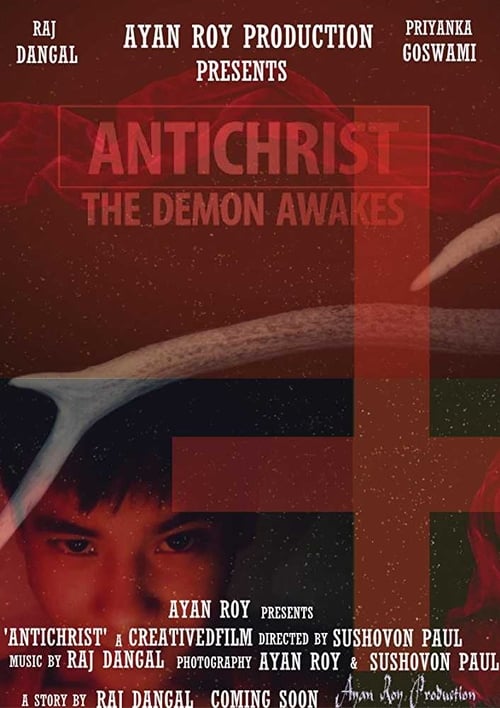 RAJ DANGAL
AYAN ROY PRODUCTION
PRESENTS
PRIYANKA GOSWAMI
ANTICHRIST
THE DEMON AWAKES
AYAN ROY PRESENTS
'ANTICHRIST' A CREATIVEDFILM DIRECTED BY SUSHOVON PAUL
MUSIC BY RAJ DANGAL PHOTOGRAPHY AYAN ROY & SUSHOVON PAUL
A STORY BY RAJ DANGAL COMING SOON Ayan Roy Production